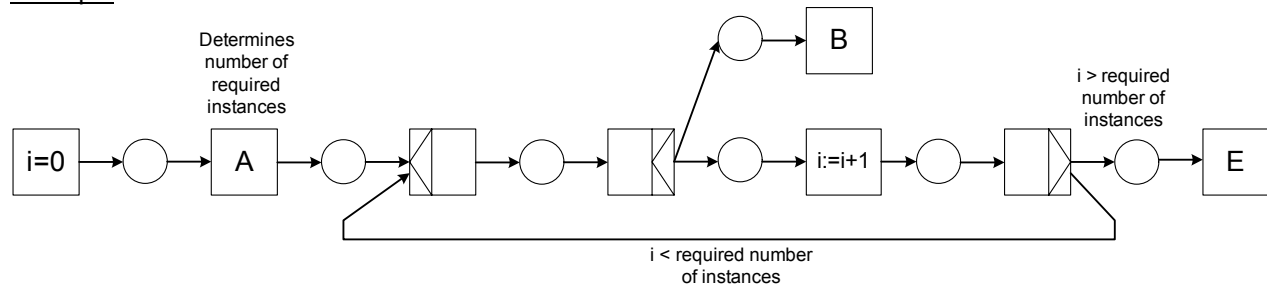 Determines
number of
required
instances
B
i > required
number of
instances
i=0
A
i:=i+1
E
i < required number
of instances